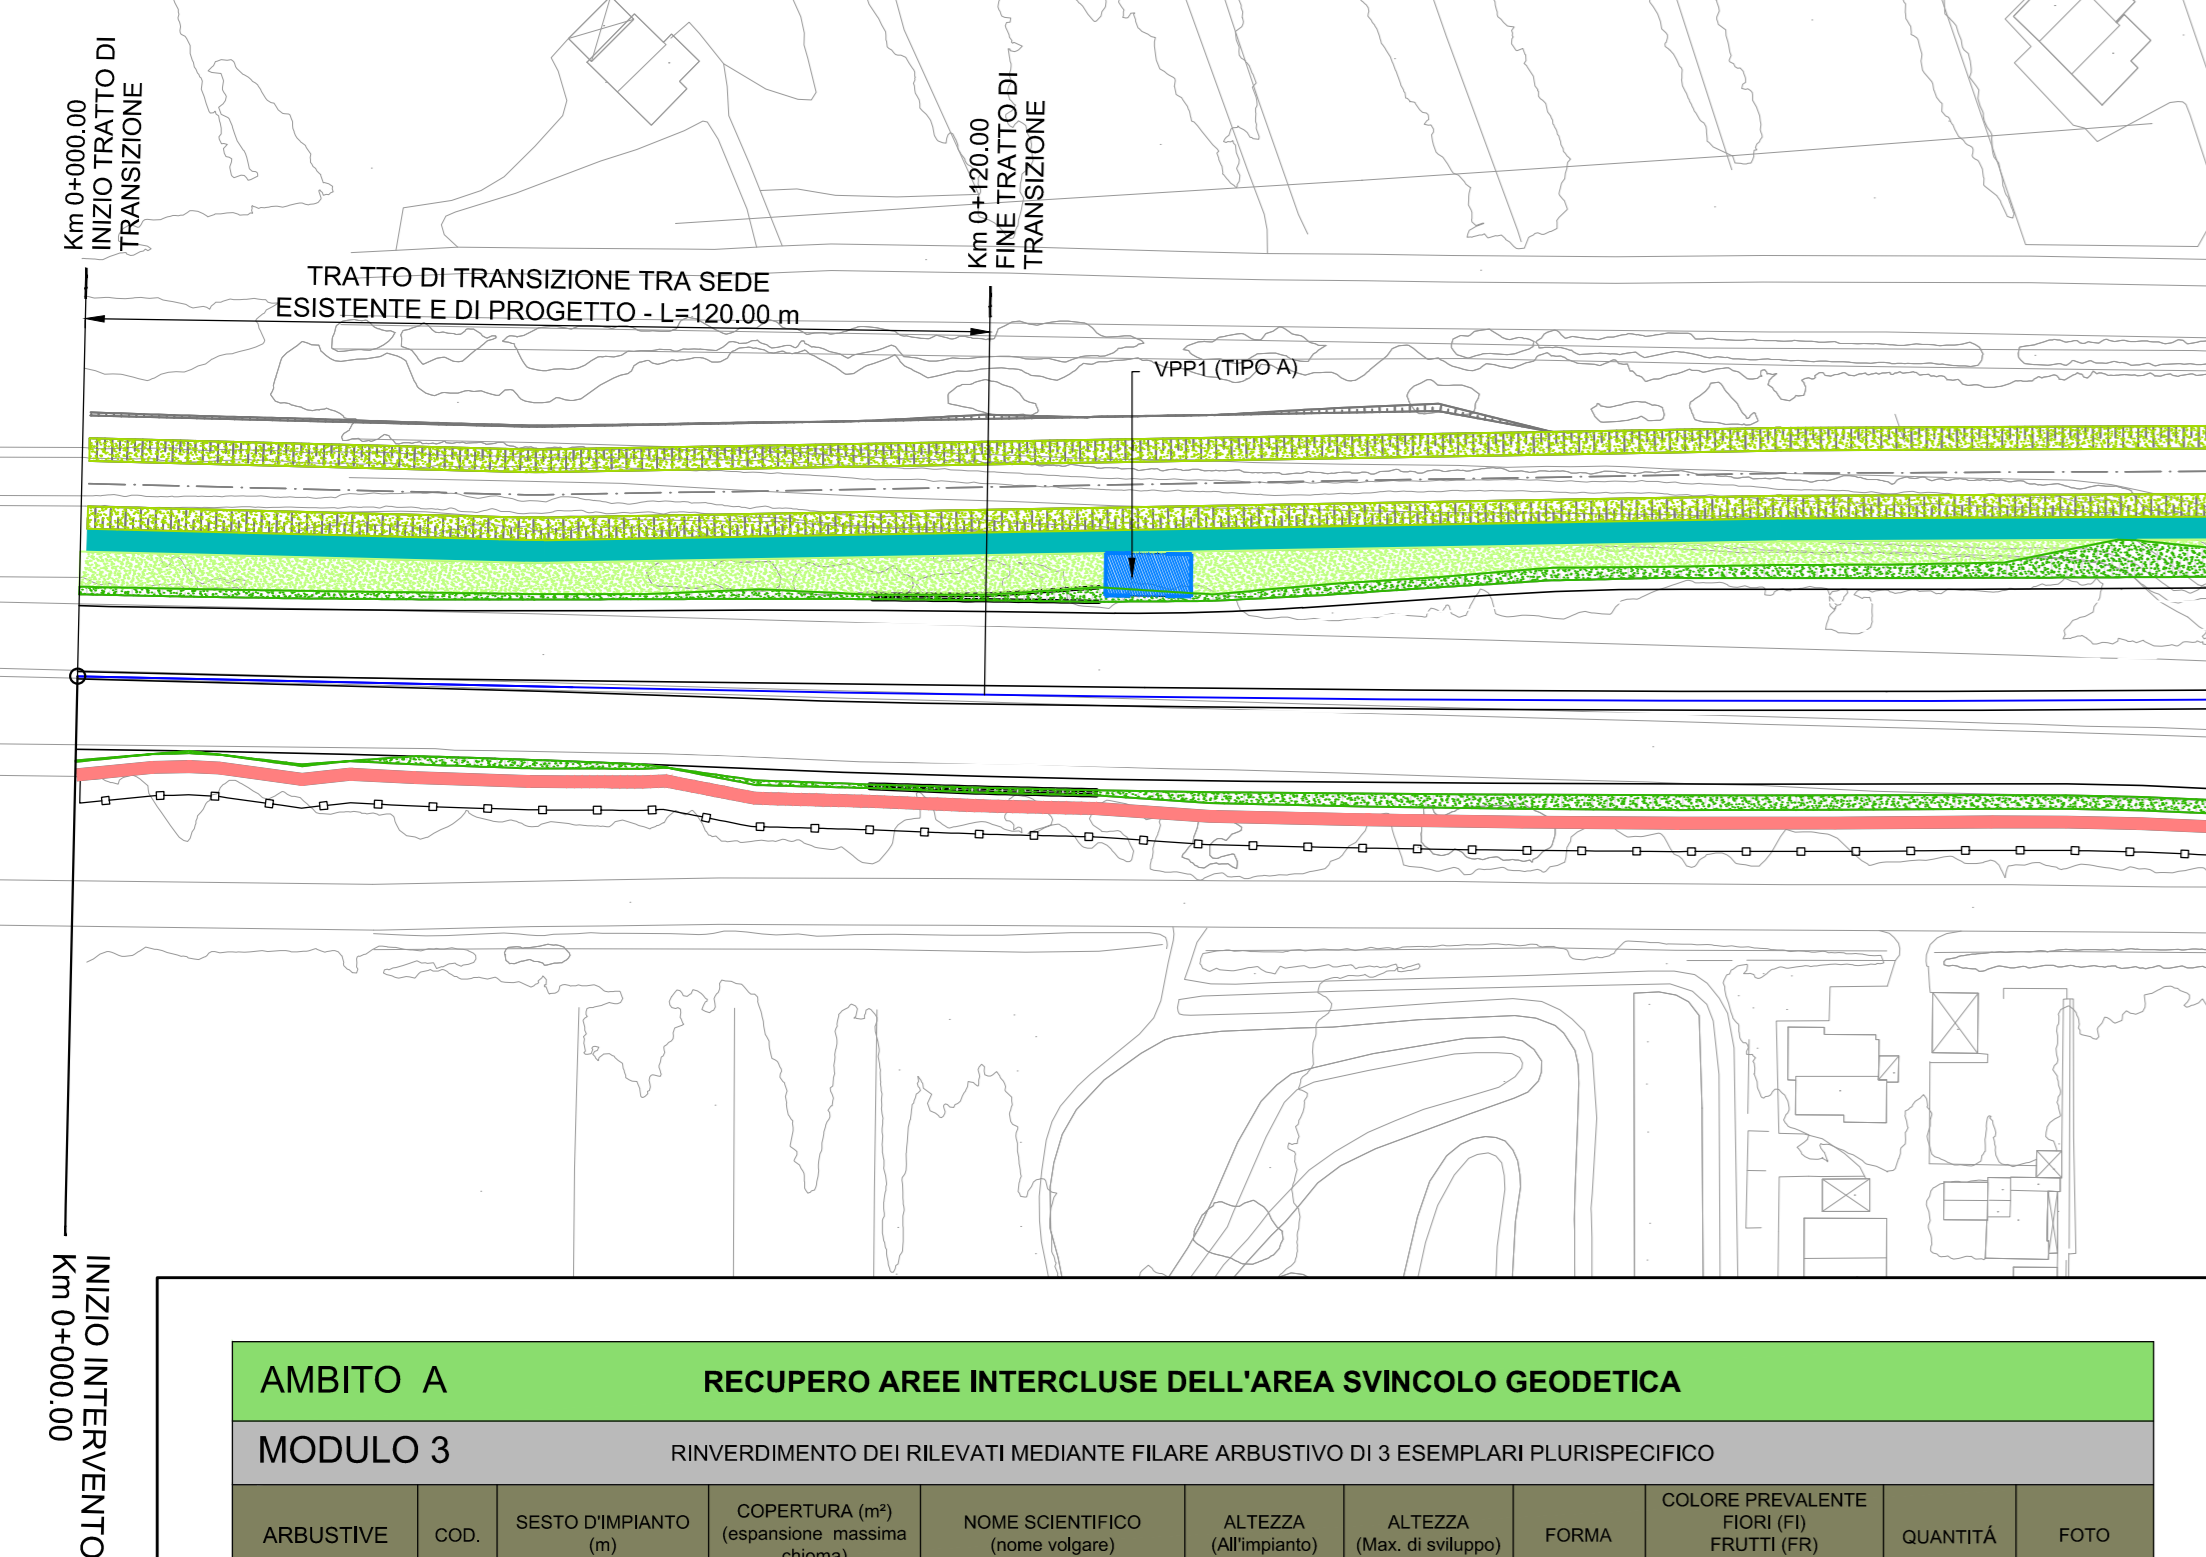 Km 0+000.00
INIZIO TRATTO DI
TRANSIZIONE
Km 0+120.00
FINE TRATTO DI
TRANSIZIONE
TRATTO DI TRANSIZIONE TRA SEDE
ESISTENTE E DI PROGETTO - L=120.00 m
VPP1 (TIPO A)
INIZIO INTERVENTO
Km 0+000.00
AMBITO A
RECUPERO AREE INTERCLUSE DELL'AREA SVINCOLO GEODETICA
MODULO 3
RINVERDIMENTO DEI RILEVATI MEDIANTE FILARE ARBUSTIVO DI 3 ESEMPLARI PLURISPECIFICO
ARBUSTIVE
COD.
SESTO D'IMPIANTO
(m)
COPERTURA (m²)
(espansione massima
chioma)
NOME SCIENTIFICO
(nome volgare)
ALTEZZA
(All'impianto)
ALTEZZA
(Max. di sviluppo)
FORMA
COLORE PREVALENTE
FIORI (FI)
FRUTTI (FR)
QUANTITÁ
FOTO